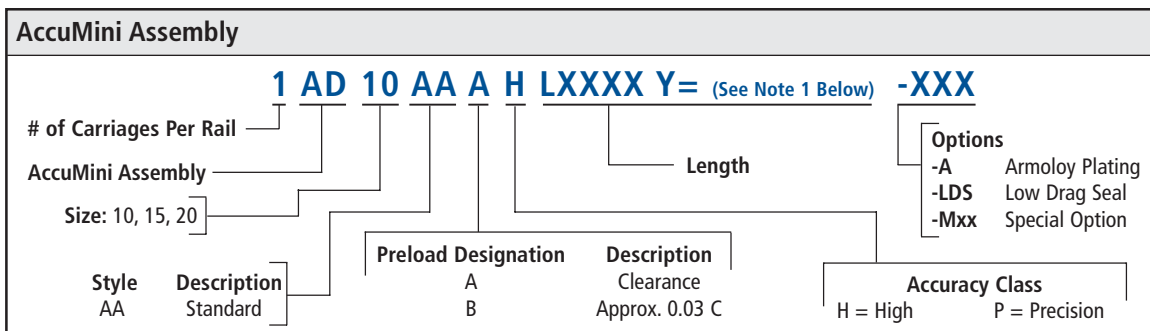 AccuMini Assembly
1 AD 10 AA A H LXXXX Y= (See Note 1 Below) -XXX
# of Carriages Per Rail
AccuMini Assembly
Size: 10, 15, 20
Length
Options
-A Armoloy Plating
-LDS Low Drag Seal
-Mxx Special Option
Style Description
AA Standard
Preload Designation Description
A Clearance
B Approx. 0.03 C
Accuracy Class
H = High P = Precision